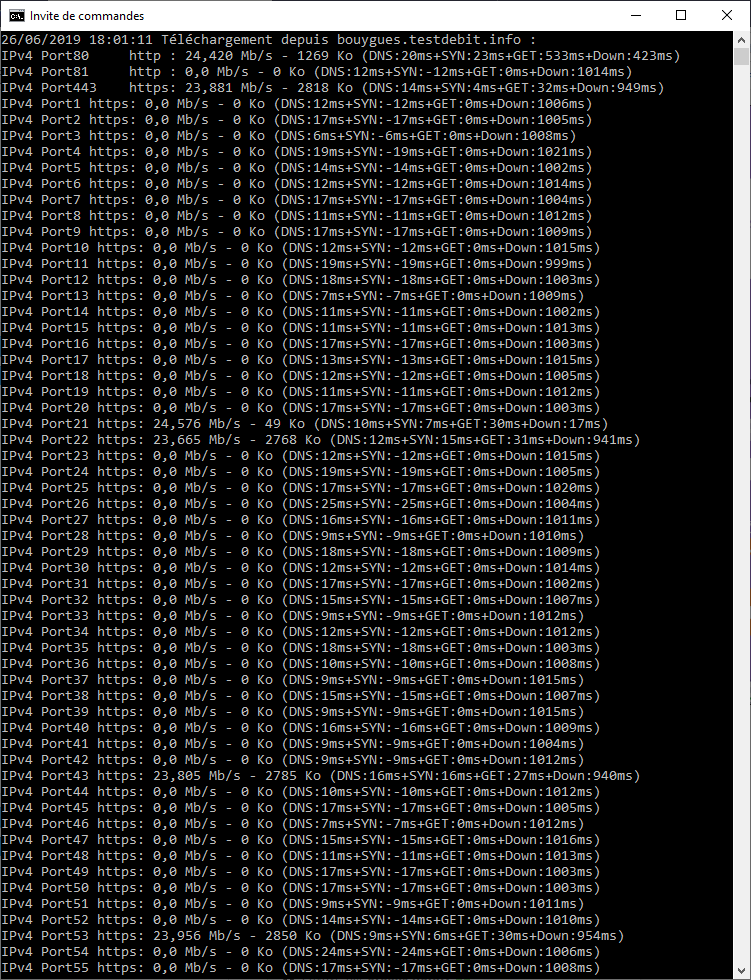 Invite de commandes
26/06/2019 18:01:11 Téléchargement depuis bouygues.testdebit.info :
IPv4 Port80     http : 24,420 Mb/s - 1269 Ko (DNS:20ms+SYN:23ms+GET:533ms+Down:423ms)
IPv4 Port81     http : 0,0 Mb/s - 0 Ko (DNS:12ms+SYN:-12ms+GET:0ms+Down:1014ms)
IPv4 Port443    https: 23,881 Mb/s - 2818 Ko (DNS:14ms+SYN:4ms+GET:32ms+Down:949ms)
IPv4 Port1 https: 0,0 Mb/s - 0 Ko (DNS:12ms+SYN:-12ms+GET:0ms+Down:1006ms)
IPv4 Port2 https: 0,0 Mb/s - 0 Ko (DNS:17ms+SYN:-17ms+GET:0ms+Down:1005ms)
IPv4 Port3 https: 0,0 Mb/s - 0 Ko (DNS:6ms+SYN:-6ms+GET:0ms+Down:1008ms)
IPv4 Port4 https: 0,0 Mb/s - 0 Ko (DNS:19ms+SYN:-19ms+GET:0ms+Down:1021ms)
IPv4 Port5 https: 0,0 Mb/s - 0 Ko (DNS:14ms+SYN:-14ms+GET:0ms+Down:1002ms)
IPv4 Port6 https: 0,0 Mb/s - 0 Ko (DNS:12ms+SYN:-12ms+GET:0ms+Down:1014ms)
IPv4 Port7 https: 0,0 Mb/s - 0 Ko (DNS:17ms+SYN:-17ms+GET:0ms+Down:1004ms)
IPv4 Port8 https: 0,0 Mb/s - 0 Ko (DNS:11ms+SYN:-11ms+GET:0ms+Down:1012ms)
IPv4 Port9 https: 0,0 Mb/s - 0 Ko (DNS:17ms+SYN:-17ms+GET:0ms+Down:1009ms)
IPv4 Port10 https: 0,0 Mb/s - 0 Ko (DNS:12ms+SYN:-12ms+GET:0ms+Down:1015ms)
IPv4 Port11 https: 0,0 Mb/s - 0 Ko (DNS:19ms+SYN:-19ms+GET:0ms+Down:999ms)
IPv4 Port12 https: 0,0 Mb/s - 0 Ko (DNS:18ms+SYN:-18ms+GET:0ms+Down:1003ms)
IPv4 Port13 https: 0,0 Mb/s - 0 Ko (DNS:7ms+SYN:-7ms+GET:0ms+Down:1009ms)
IPv4 Port14 https: 0,0 Mb/s - 0 Ko (DNS:11ms+SYN:-11ms+GET:0ms+Down:1002ms)
IPv4 Port15 https: 0,0 Mb/s - 0 Ko (DNS:11ms+SYN:-11ms+GET:0ms+Down:1013ms)
IPv4 Port16 https: 0,0 Mb/s - 0 Ko (DNS:17ms+SYN:-17ms+GET:0ms+Down:1003ms)
IPv4 Port17 https: 0,0 Mb/s - 0 Ko (DNS:13ms+SYN:-13ms+GET:0ms+Down:1015ms)
IPv4 Port18 https: 0,0 Mb/s - 0 Ko (DNS:12ms+SYN:-12ms+GET:0ms+Down:1005ms)
IPv4 Port19 https: 0,0 Mb/s - 0 Ko (DNS:11ms+SYN:-11ms+GET:0ms+Down:1012ms)
IPv4 Port20 https: 0,0 Mb/s - 0 Ko (DNS:17ms+SYN:-17ms+GET:0ms+Down:1003ms)
IPv4 Port21 https: 24,576 Mb/s - 49 Ko (DNS:10ms+SYN:7ms+GET:30ms+Down:17ms)
IPv4 Port22 https: 23,665 Mb/s - 2768 Ko (DNS:12ms+SYN:15ms+GET:31ms+Down:941ms)
IPv4 Port23 https: 0,0 Mb/s - 0 Ko (DNS:12ms+SYN:-12ms+GET:0ms+Down:1015ms)
IPv4 Port24 https: 0,0 Mb/s - 0 Ko (DNS:19ms+SYN:-19ms+GET:0ms+Down:1005ms)
IPv4 Port25 https: 0,0 Mb/s - 0 Ko (DNS:17ms+SYN:-17ms+GET:0ms+Down:1020ms)
IPv4 Port26 https: 0,0 Mb/s - 0 Ko (DNS:25ms+SYN:-25ms+GET:0ms+Down:1004ms)
IPv4 Port27 https: 0,0 Mb/s - 0 Ko (DNS:16ms+SYN:-16ms+GET:0ms+Down:1011ms)
IPv4 Port28 https: 0,0 Mb/s - 0 Ko (DNS:9ms+SYN:-9ms+GET:0ms+Down:1010ms)
IPv4 Port29 https: 0,0 Mb/s - 0 Ko (DNS:18ms+SYN:-18ms+GET:0ms+Down:1009ms)
IPv4 Port30 https: 0,0 Mb/s - 0 Ko (DNS:12ms+SYN:-12ms+GET:0ms+Down:1014ms)
IPv4 Port31 https: 0,0 Mb/s - 0 Ko (DNS:17ms+SYN:-17ms+GET:0ms+Down:1002ms)
IPv4 Port32 https: 0,0 Mb/s - 0 Ko (DNS:15ms+SYN:-15ms+GET:0ms+Down:1007ms)
IPv4 Port33 https: 0,0 Mb/s - 0 Ko (DNS:9ms+SYN:-9ms+GET:0ms+Down:1012ms)
IPv4 Port34 https: 0,0 Mb/s - 0 Ko (DNS:12ms+SYN:-12ms+GET:0ms+Down:1012ms)
IPv4 Port35 https: 0,0 Mb/s - 0 Ko (DNS:18ms+SYN:-18ms+GET:0ms+Down:1003ms)
IPv4 Port36 https: 0,0 Mb/s - 0 Ko (DNS:10ms+SYN:-10ms+GET:0ms+Down:1008ms)
IPv4 Port37 https: 0,0 Mb/s - 0 Ko (DNS:9ms+SYN:-9ms+GET:0ms+Down:1015ms)
IPv4 Port38 https: 0,0 Mb/s - 0 Ko (DNS:15ms+SYN:-15ms+GET:0ms+Down:1007ms)
IPv4 Port39 https: 0,0 Mb/s - 0 Ko (DNS:9ms+SYN:-9ms+GET:0ms+Down:1015ms)
IPv4 Port40 https: 0,0 Mb/s - 0 Ko (DNS:16ms+SYN:-16ms+GET:0ms+Down:1009ms)
IPv4 Port41 https: 0,0 Mb/s - 0 Ko (DNS:9ms+SYN:-9ms+GET:0ms+Down:1004ms)
IPv4 Port42 https: 0,0 Mb/s - 0 Ko (DNS:9ms+SYN:-9ms+GET:0ms+Down:1012ms)
IPv4 Port43 https: 23,805 Mb/s - 2785 Ko (DNS:16ms+SYN:16ms+GET:27ms+Down:940ms)
IPv4 Port44 https: 0,0 Mb/s - 0 Ko (DNS:10ms+SYN:-10ms+GET:0ms+Down:1012ms)
IPv4 Port45 https: 0,0 Mb/s - 0 Ko (DNS:17ms+SYN:-17ms+GET:0ms+Down:1005ms)
IPv4 Port46 https: 0,0 Mb/s - 0 Ko (DNS:7ms+SYN:-7ms+GET:0ms+Down:1012ms)
IPv4 Port47 https: 0,0 Mb/s - 0 Ko (DNS:15ms+SYN:-15ms+GET:0ms+Down:1016ms)
IPv4 Port48 https: 0,0 Mb/s - 0 Ko (DNS:11ms+SYN:-11ms+GET:0ms+Down:1013ms)
IPv4 Port49 https: 0,0 Mb/s - 0 Ko (DNS:17ms+SYN:-17ms+GET:0ms+Down:1003ms)
IPv4 Port50 https: 0,0 Mb/s - 0 Ko (DNS:17ms+SYN:-17ms+GET:0ms+Down:1003ms)
IPv4 Port51 https: 0,0 Mb/s - 0 Ko (DNS:9ms+SYN:-9ms+GET:0ms+Down:1011ms)
IPv4 Port52 https: 0,0 Mb/s - 0 Ko (DNS:14ms+SYN:-14ms+GET:0ms+Down:1010ms)
IPv4 Port53 https: 23,956 Mb/s - 2850 Ko (DNS:9ms+SYN:6ms+GET:30ms+Down:954ms)
IPv4 Port54 https: 0,0 Mb/s - 0 Ko (DNS:24ms+SYN:-24ms+GET:0ms+Down:1006ms)
IPv4 Port55 https: 0,0 Mb/s - 0 Ko (DNS:17ms+SYN:-17ms+GET:0ms+Down:1008ms)